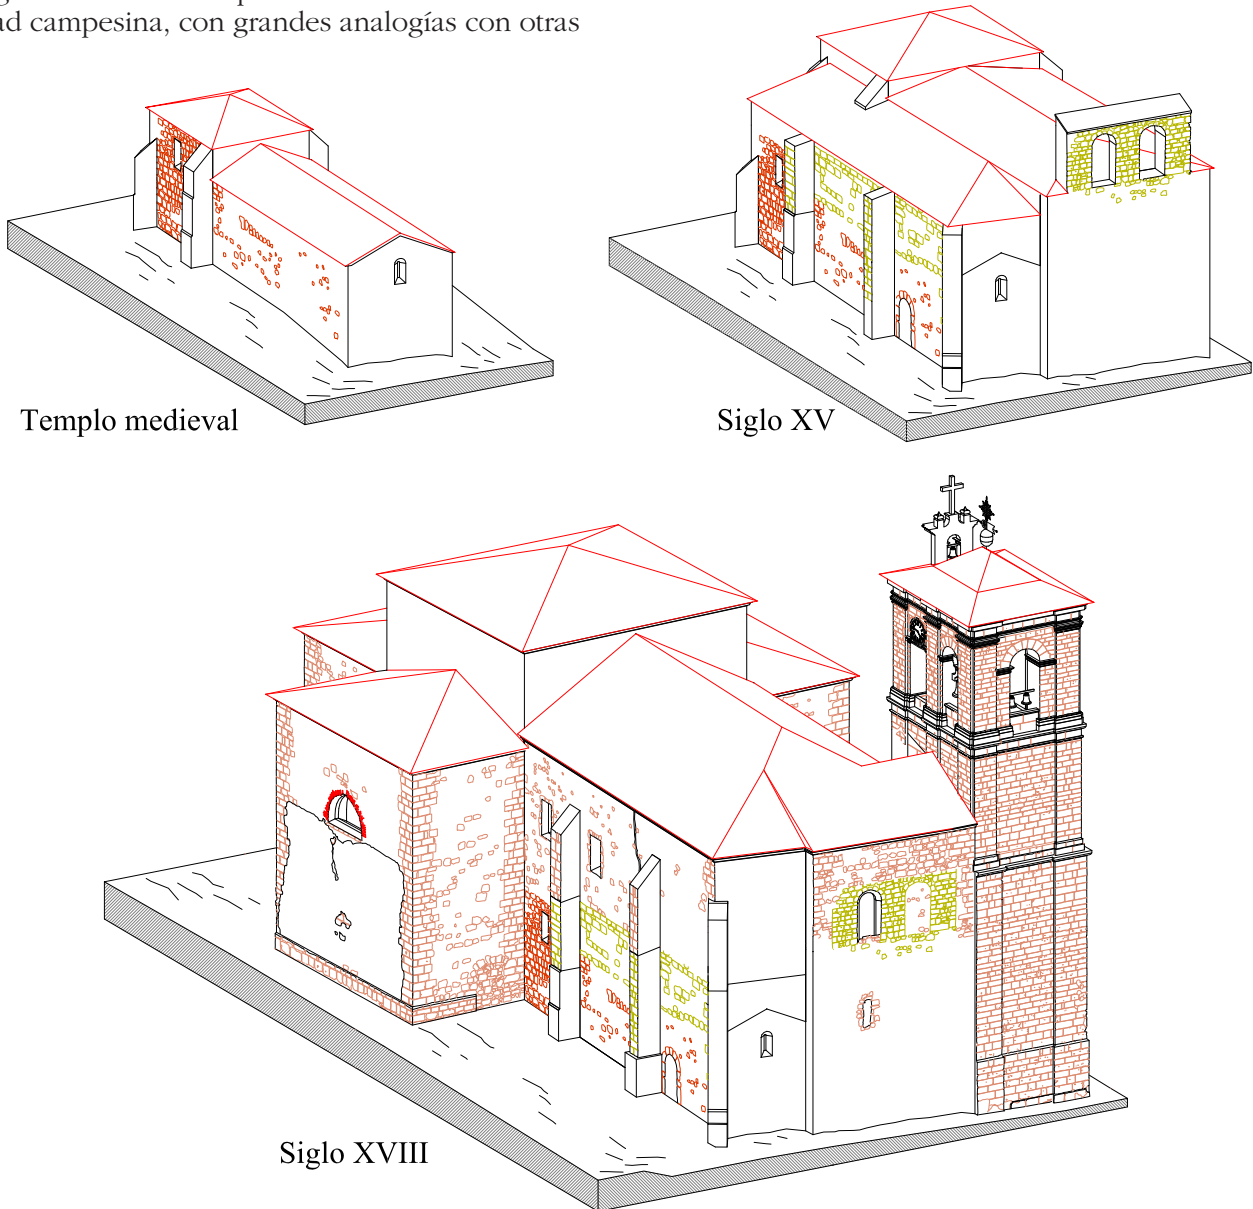 ad campesina, con grandes analogías con otras
Templo medieval
Siglo XV
Siglo XVIII